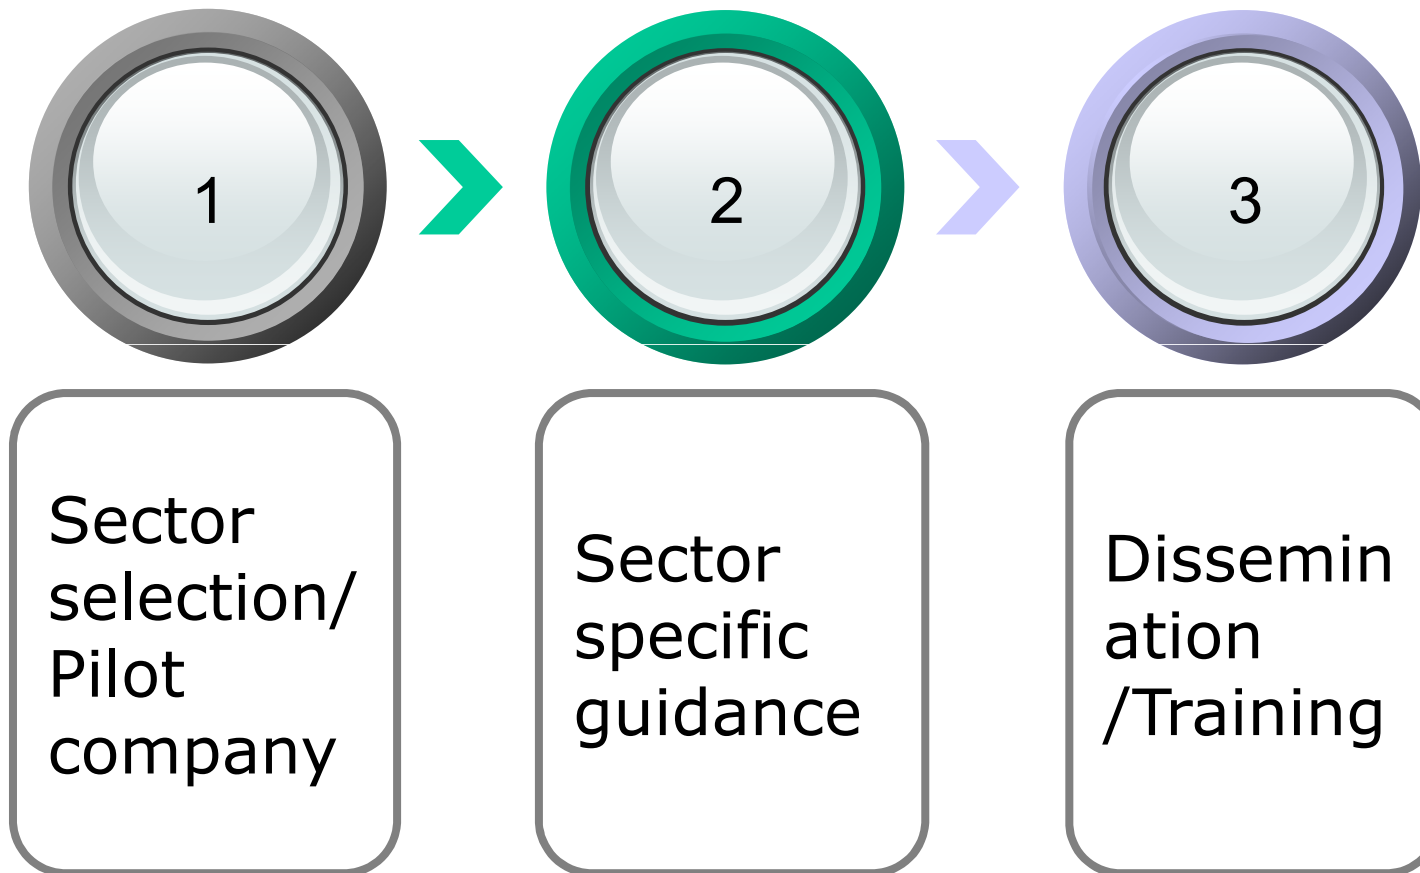 1
2
3
Sector
selection/
Pilot
company
Sector
specific
guidance
Dissemin
ation
/Training